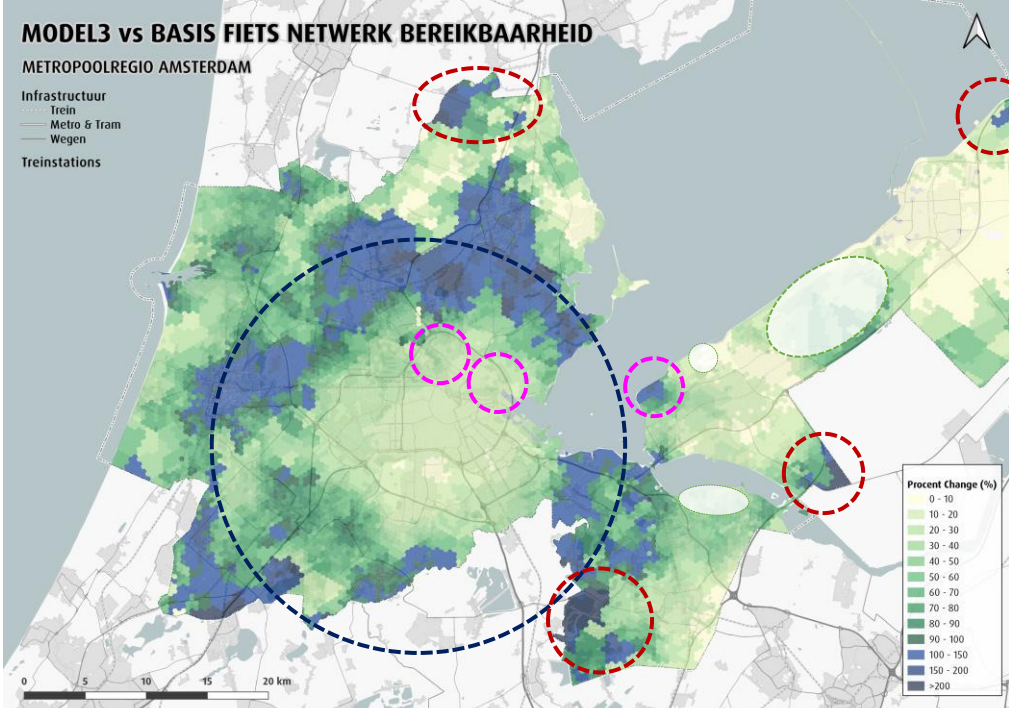 MODEL3 vs BASIS FIETS NETWERK BEREIKBAARHEID
METROPOOLREGIO AMSTERDAM
Infrastructuur
Trein
Metro & Tram
Wegen
Treinstations
Procent Change (%)
0 - 10
10 - 20
20 - 30
30 - 40
40 - 50
50 - 60
60 - 70
70 - 80
80 - 90
90 - 100
100 - 150
150 - 200
>200
0 5 10 15 20 km